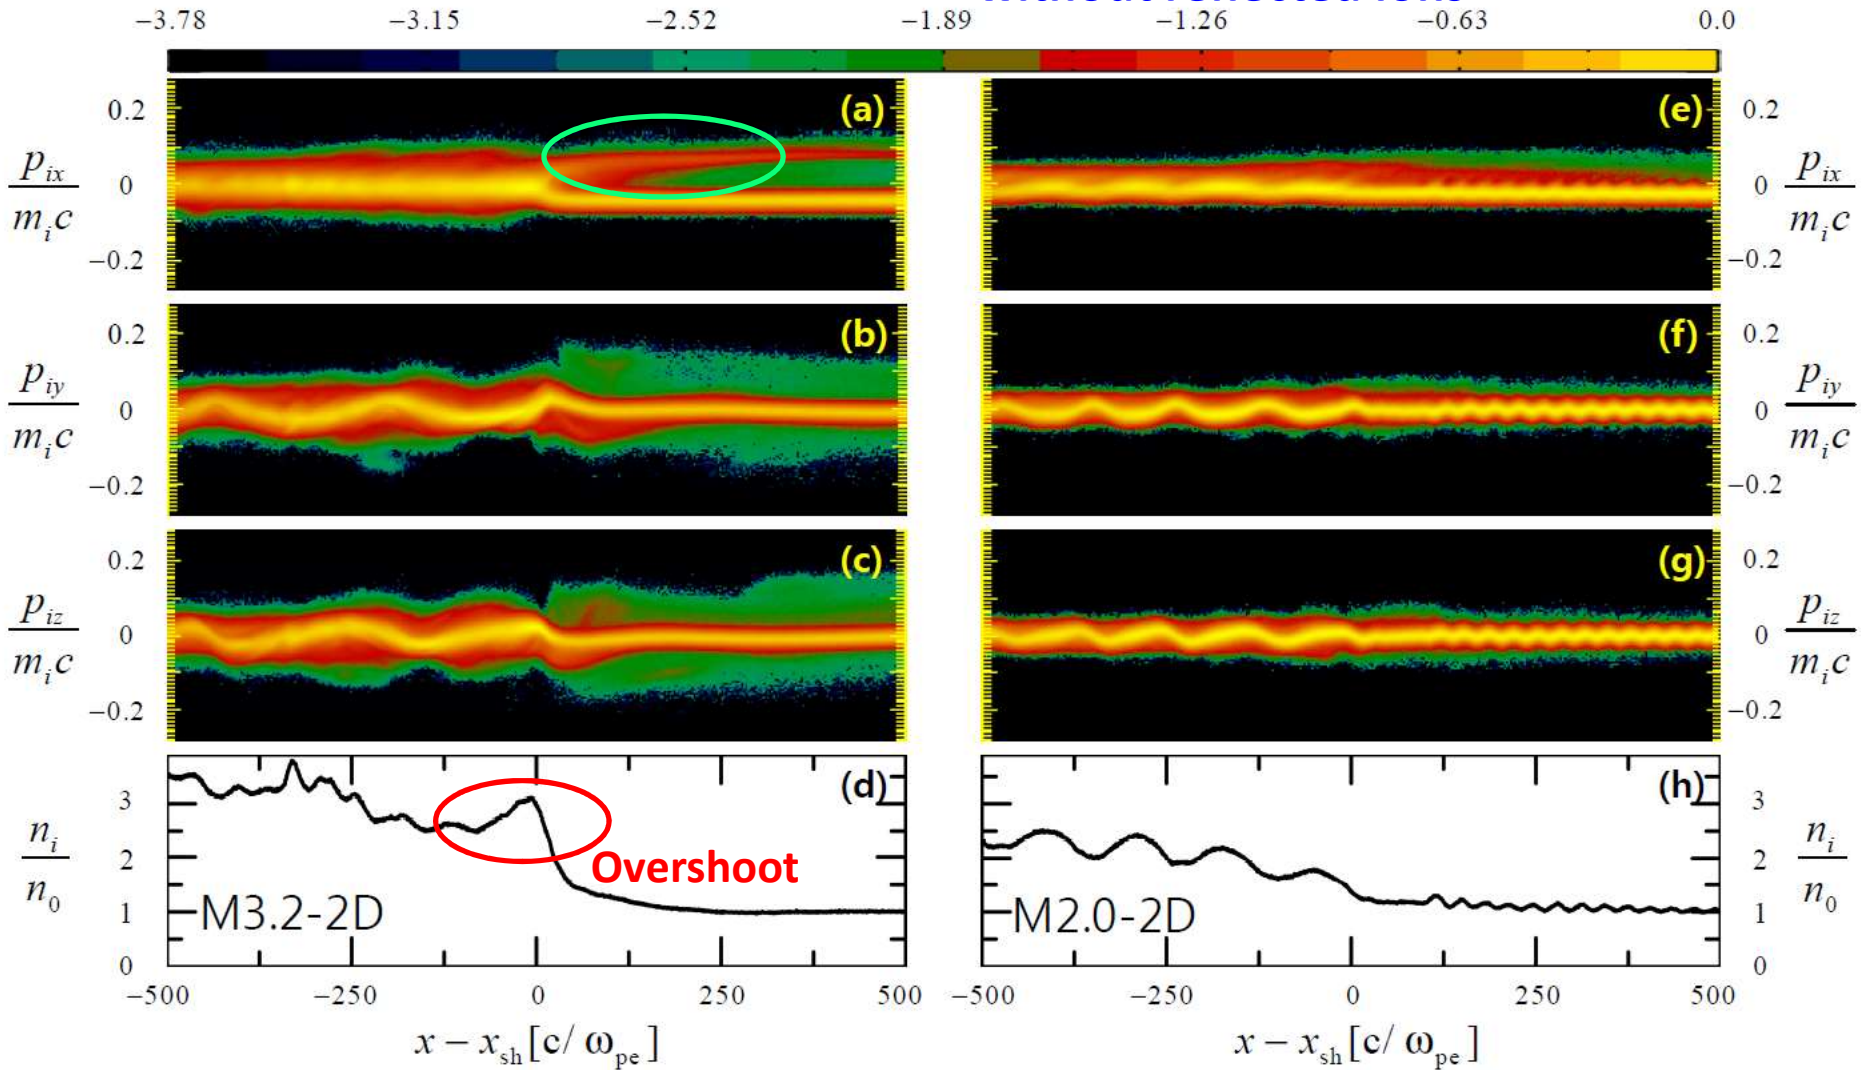 without reflected ions
−3.78 −3.15 −2.52 −1.89 −1.26 −0.63 0.0
(a) (e)
0.2 0.2
p_ix/m_i c 0 0 p_ix/m_i c
−0.2 −0.2
(b) (f)
0.2 0.2
p_iy/m_i c 0 0 p_iy/m_i c
−0.2 −0.2
(c) (g)
0.2 0.2
p_iz/m_i c 0 0 p_iz/m_i c
−0.2 −0.2
(d) (h)
3 3
n_i/n_0 2 2 n_i/n_0
Overshoot
1 M3.2-2D M2.0-2D 1
0 0
−500 −250 0 250 500 −500 −250 0 250 500
x − x_sh [c/ ω_pe] x − x_sh [c/ ω_pe]